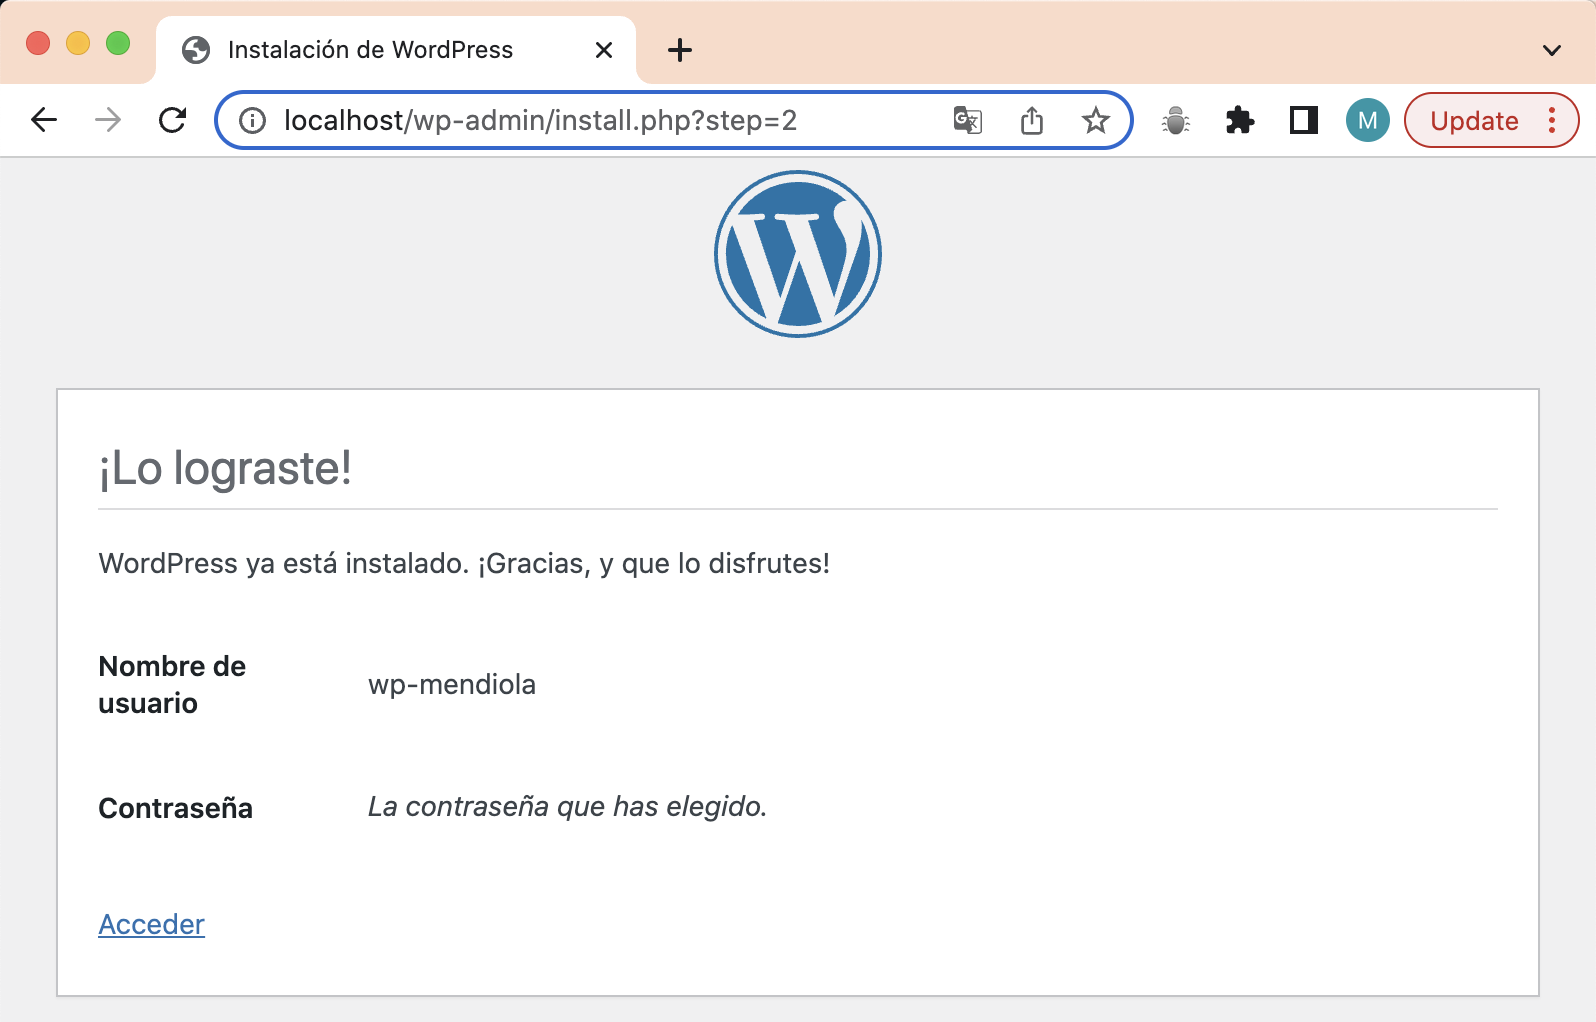 Instalación de WordPress
localhost/wp-admin/install.php?step=2
M
Update
¡Lo lograste!
WordPress ya está instalado. ¡Gracias, y que lo disfrutes!
Nombre de
usuario
wp-mendiola
Contraseña
La contraseña que has elegido.
Acceder